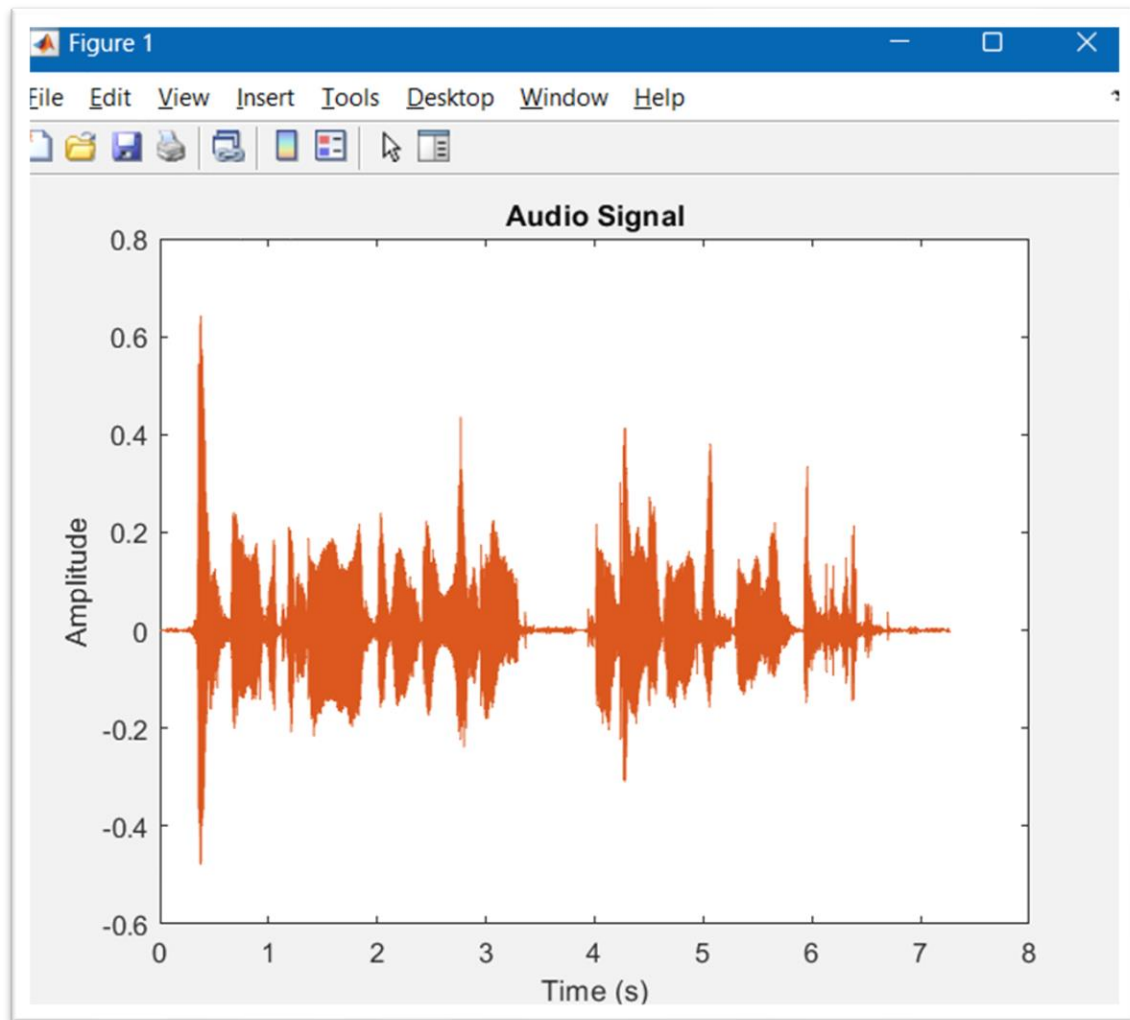 Figure 1
File Edit View Insert Tools Desktop Window Help
Audio Signal
0.8
0.6
0.4
0.2
0
-0.2
-0.4
-0.6
Amplitude
0 1 2 3 4 5 6 7 8
Time (s)